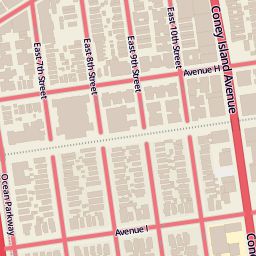 Coney Island Avenue
East 7th Street
East 8th Street
East 9th Street
East 10th Street
Avenue H
Ocean Parkway...
Avenue I
Con